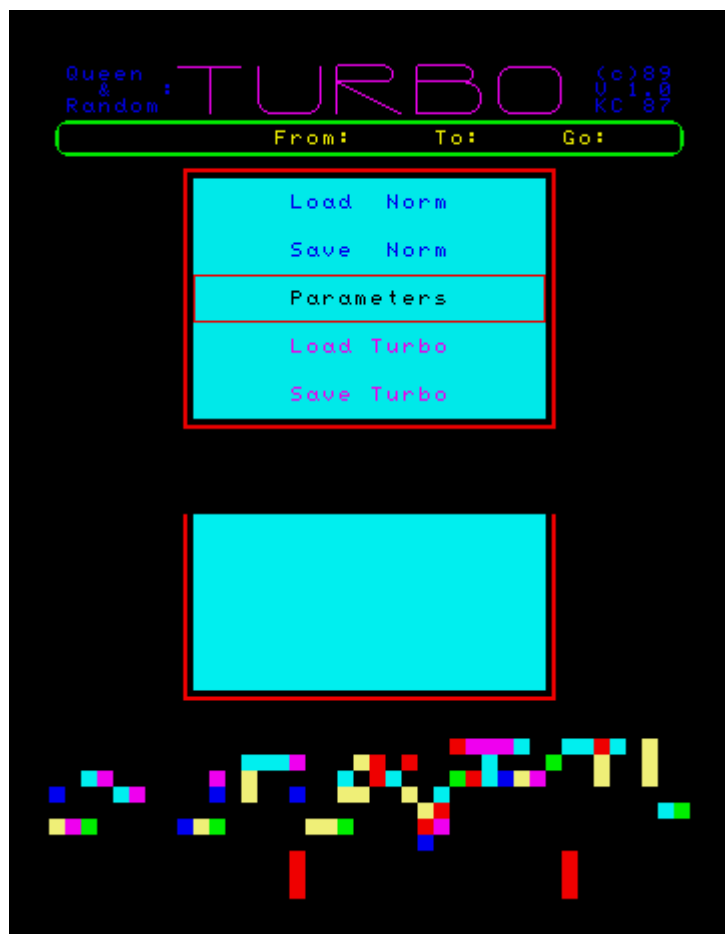 Queen
& :
Random
TURBO
(c)89
V 1.0
KC 87
From: To: Go:
Load Norm
Save Norm
Parameters
Load Turbo
Save Turbo